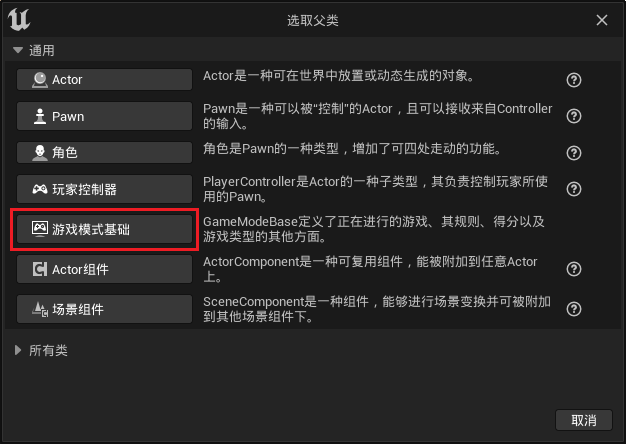 选取父类
通用
Actor
Actor是一种可在世界中放置或动态生成的对象。
Pawn
Pawn是一种可以被“控制”的Actor，且可以接收来自Controller
的输入。
角色
角色是Pawn的一种类型，增加了可四处走动的功能。
玩家控制器
PlayerController是Actor的一种子类型，其负责控制玩家所使
用的Pawn。
游戏模式基础
GameModeBase定义了正在进行的游戏、其规则、得分以及
游戏类型的其他方面。
Actor组件
ActorComponent是一种可复用组件，能被附加到任意Actor
上。
场景组件
SceneComponent是一种组件，能够进行场景变换并可被附加
到其他场景组件下。
所有类
取消